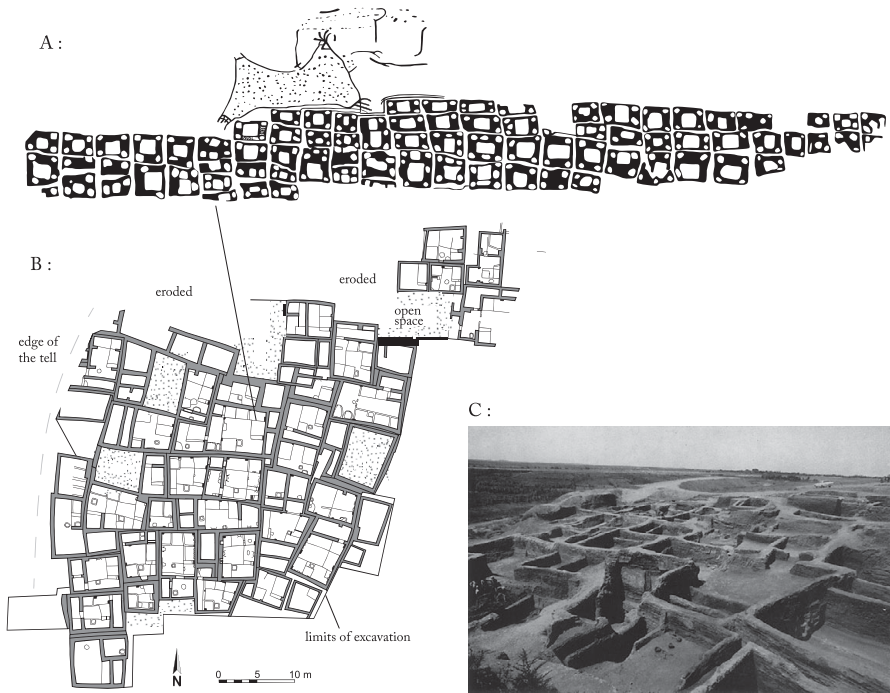 A :
B :
eroded
eroded
open
space
edge of
the tell
C :
limits of excavation
N
0 5 10 m